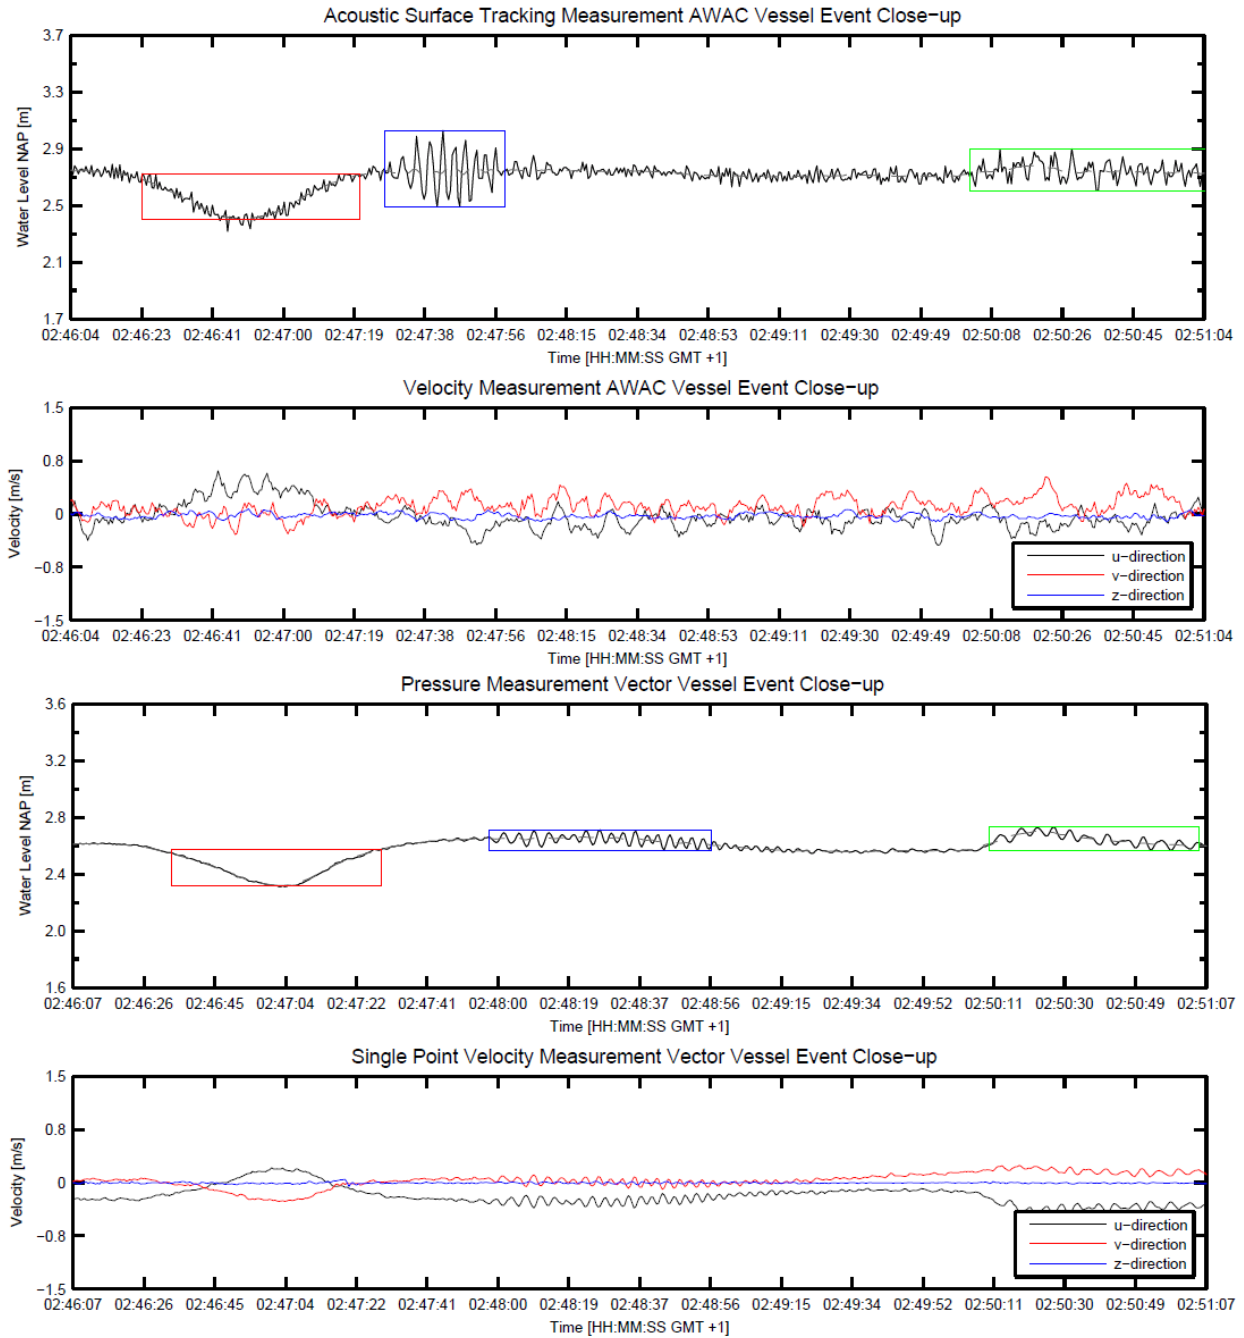 Acoustic Surface Tracking Measurement AWAC Vessel Event Close−up
3.7
3.3
2.9
2.5
2.1
1.7
Water Level NAP [m]
02:46:04 02:46:23 02:46:41 02:47:00 02:47:19 02:47:38 02:47:56 02:48:15 02:48:34 02:48:53 02:49:11 02:49:30 02:49:49 02:50:08 02:50:26 02:50:45 02:51:04
Time [HH:MM:SS GMT +1]
Velocity Measurement AWAC Vessel Event Close−up
1.5
0.8
0
−0.8
−1.5
Velocity [m/s]
u−direction
v−direction
z−direction
02:46:04 02:46:23 02:46:41 02:47:00 02:47:19 02:47:38 02:47:56 02:48:15 02:48:34 02:48:53 02:49:11 02:49:30 02:49:49 02:50:08 02:50:26 02:50:45 02:51:04
Time [HH:MM:SS GMT +1]
Pressure Measurement Vector Vessel Event Close−up
3.6
3.2
2.8
2.4
2.0
1.6
Water Level NAP [m]
02:46:07 02:46:26 02:46:45 02:47:04 02:47:22 02:47:41 02:48:00 02:48:19 02:48:37 02:48:56 02:49:15 02:49:34 02:49:52 02:50:11 02:50:30 02:50:49 02:51:07
Time [HH:MM:SS GMT +1]
Single Point Velocity Measurement Vector Vessel Event Close−up
1.5
0.8
0
−0.8
−1.5
Velocity [m/s]
u−direction
v−direction
z−direction
02:46:07 02:46:26 02:46:45 02:47:04 02:47:22 02:47:41 02:48:00 02:48:19 02:48:37 02:48:56 02:49:15 02:49:34 02:49:52 02:50:11 02:50:30 02:50:49 02:51:07
Time [HH:MM:SS GMT +1]